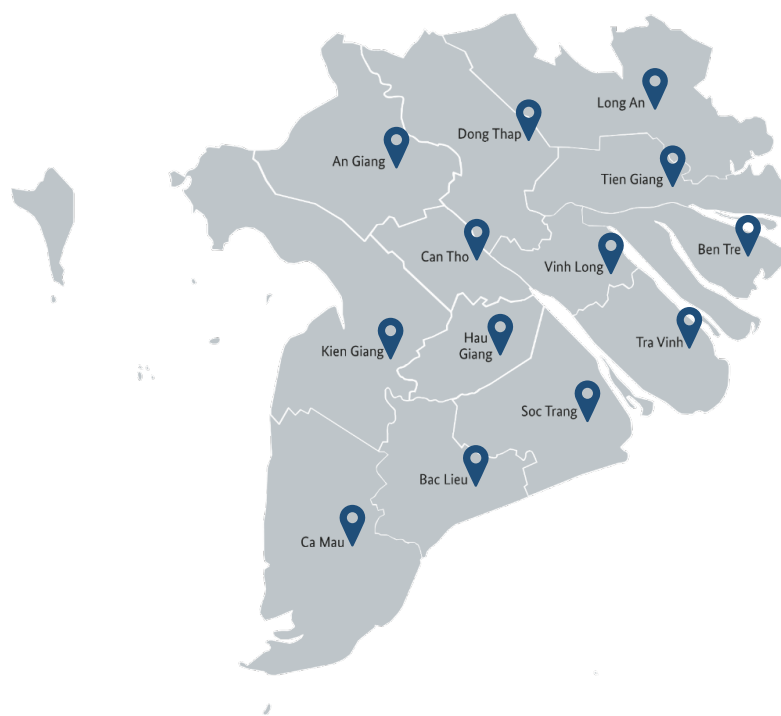 Long An
Dong Thap
An Giang
Tien Giang
Ben Tre
Can Tho
Vinh Long
Hau
Giang
Tra Vinh
Kien Giang
Soc Trang
Bac Lieu
Ca Mau